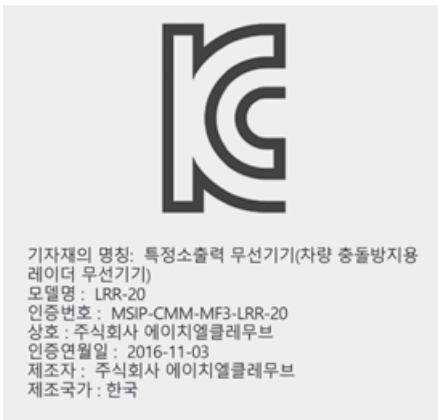 KC
기자재의 명칭: 특정소출력 무선기기(차량 충돌방지용
레이더 무선기기)
모델명 : LRR-20
인증번호 : MSIP-CMM-MF3-LRR-20
상호 : 주식회사 에이치엘클레무브
인증연월일 : 2016-11-03
제조자 : 주식회사 에이치엘클레무브
제조국가 : 한국